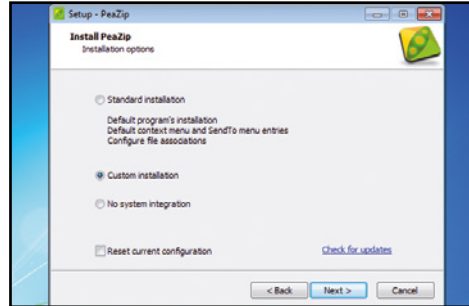 Setup - PeaZip
Install PeaZip
Installation options
Standard installation
Default program's installation
Default context menu and SendTo menu entries
Configure file associations
Custom installation
No system integration
Reset current configuration
Check for updates
< Back
Next >
Cancel